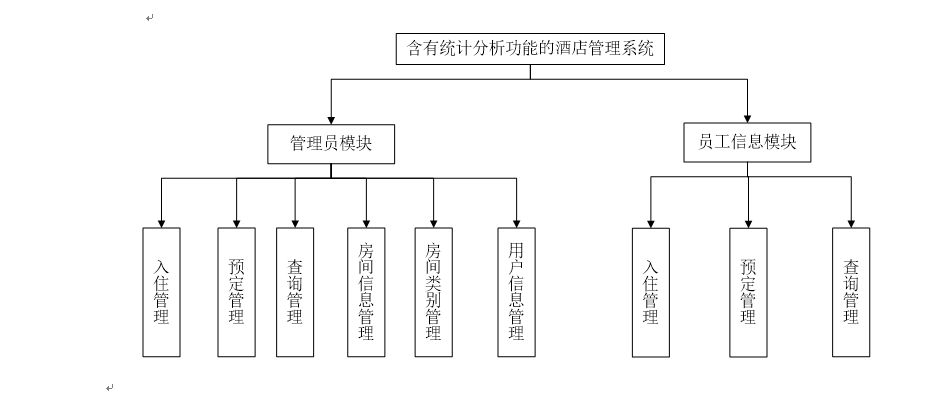 含有统计分析功能的酒店管理系统
管理员模块
员工信息模块
入住管理
预定管理
查询管理
房间信息管理
房间类别管理
用户信息管理
入住管理
预定管理
查询管理